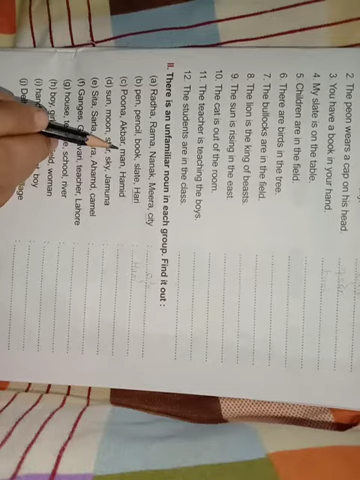 2 The peon wears a cap on his head.
3. You have a book in your hand.
4 My slate is on the table.
5 Children are in the field.
6. There are birds in the tree.
7. The bullocks are in the field.
8. The lion is the king of beasts.
9. The sun is rising in the east.
10. The cat is out of the room.
11. The teacher is teaching the boys.
12. The students are in the class.
II. There is an unfamiliar noun in each group. Find it out :
(a) Radha, Rama, Nanak, Meera, city
(b) pen, pencil, book, slate, Hari
(c) Poona, Akbar, man, Hamid
(d) sun, moon, star, sky, Jamuna
(e) Sita, Sarla, Ahamd, camel
(f) Ganges, teacher, Lahore
(g) house, school, river
(h) boy, woman
(i) boy
(j)